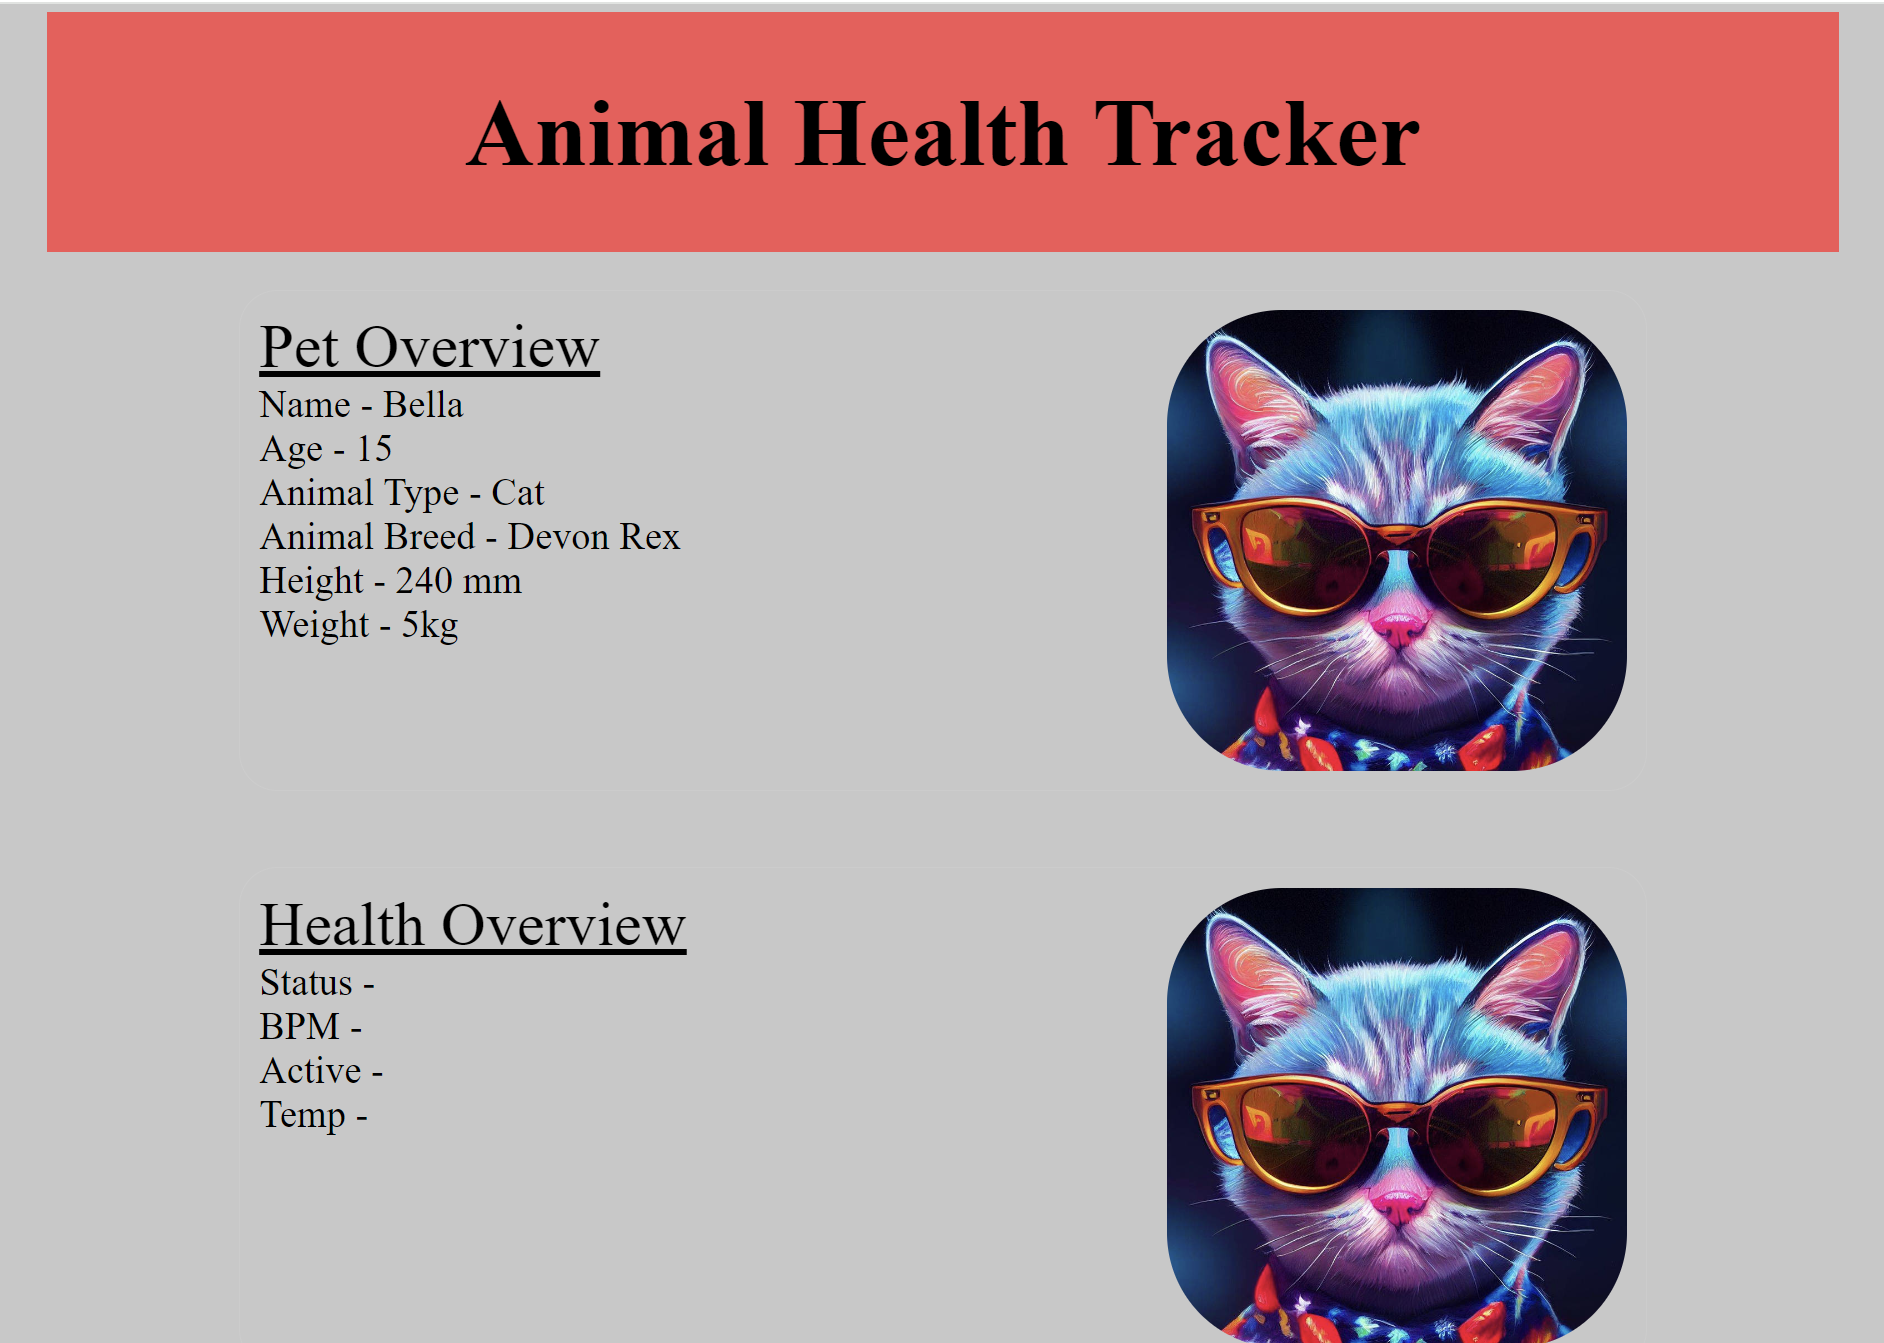 Animal Health Tracker
Pet Overview
Name - Bella
Age - 15
Animal Type - Cat
Animal Breed - Devon Rex
Height - 240 mm
Weight - 5kg
Health Overview
Status -
BPM -
Active -
Temp -